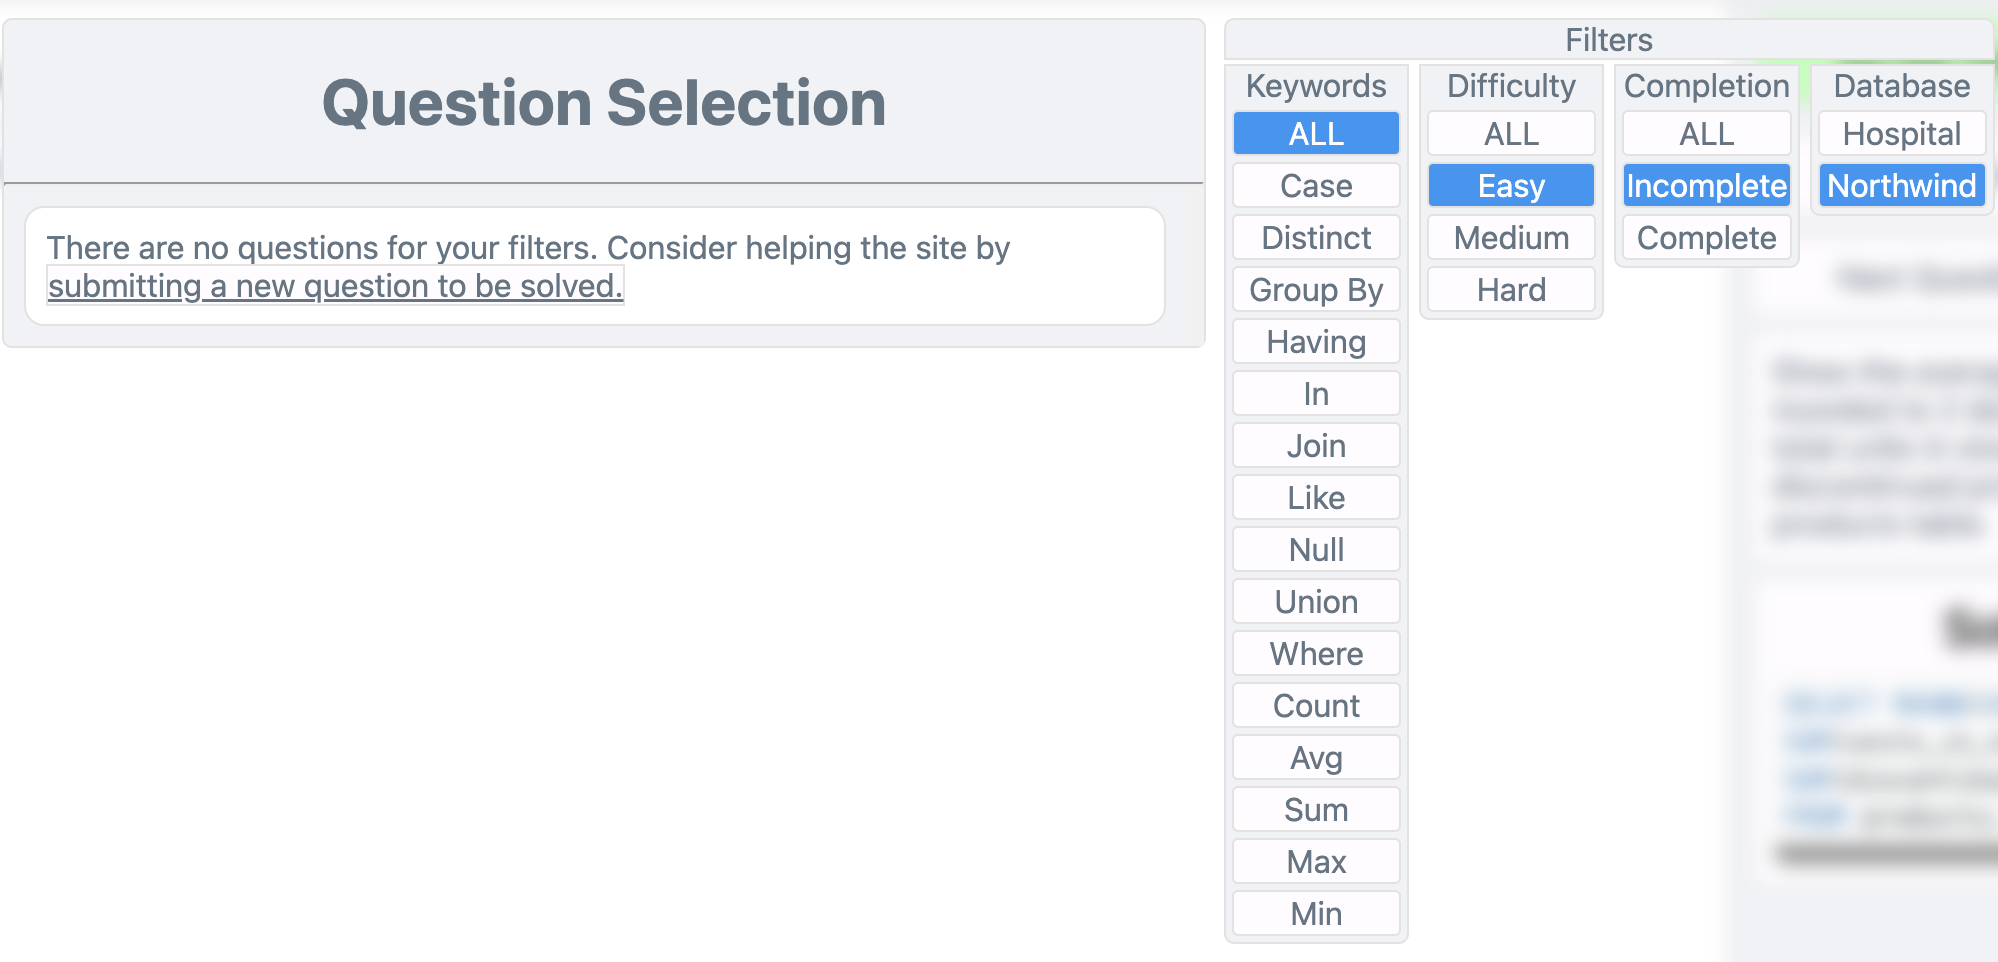 Question Selection
There are no questions for your filters. Consider helping the site by
submitting a new question to be solved.
Filters
Keywords
ALL
Case
Distinct
Group By
Having
In
Join
Like
Null
Union
Where
Count
Avg
Sum
Max
Min
Difficulty
ALL
Easy
Medium
Hard
Completion
ALL
Incomplete
Complete
Database
Hospital
Northwind